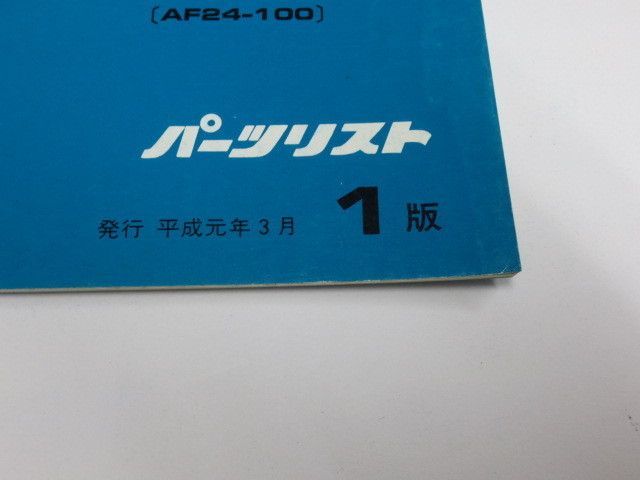 〔AF24-100〕
パーツリスト
発行 平成元年3月 1版